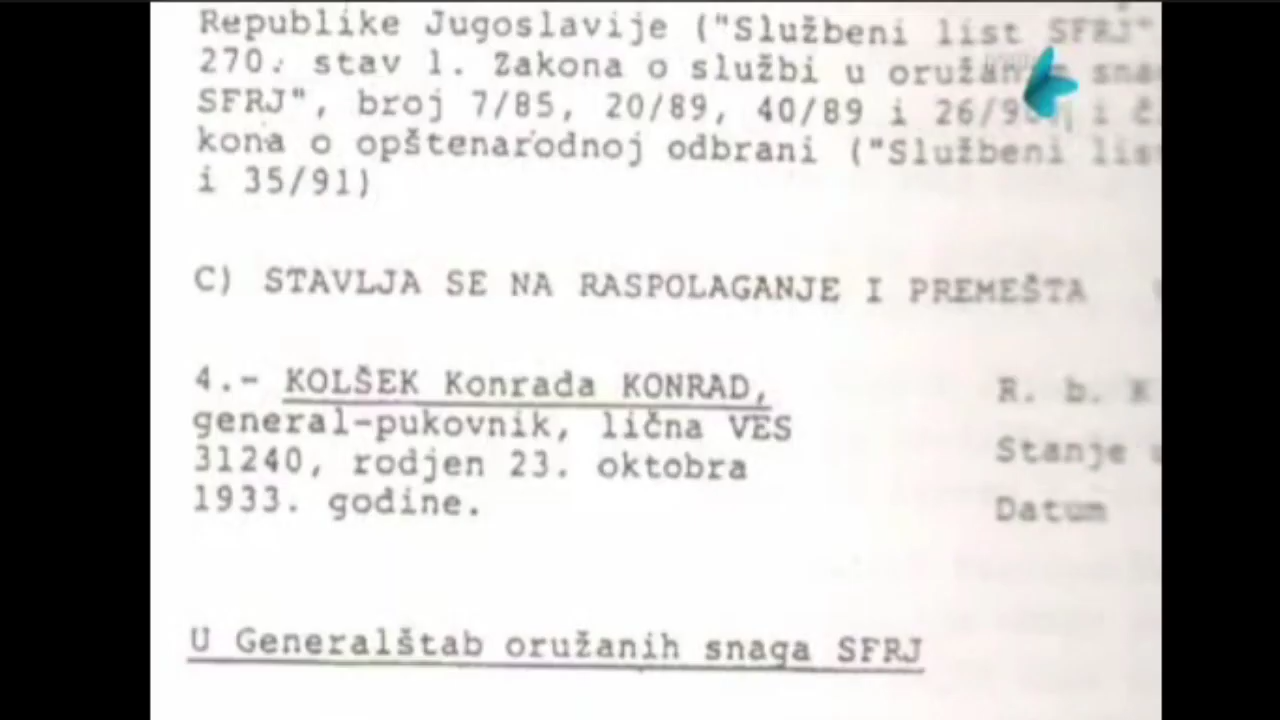 Republike Jugoslavije ("Službeni list SFRJ"
270. stav 1. Zakona o službi u oružan
SFRJ", broj 7/85, 20/89, 40/89 i 26/9 i
kona o opštenarodnoj odbrani ("Službeni
i 35/91)
C) STAVLJA SE NA RASPOLAGANJE I PREMEŠTA
4.- KOLŠEK Konrada KONRAD,
general-pukovnik, lična VES
31240, rodjen 23. oktobra
1933. godine.
R. b. K
Stanje
Datum
U Generalštab oružanih snaga SFRJ